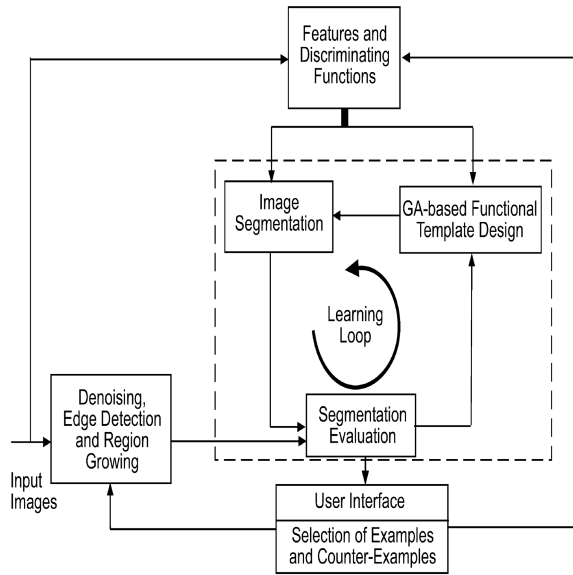 Features and
Discriminating
Functions
Image
Segmentation
GA-based Functional
Template Design
Learning
Loop
Denoising,
Edge Detection
and Region
Growing
Segmentation
Evaluation
Input
Images
User Interface
Selection of Examples
and Counter-Examples